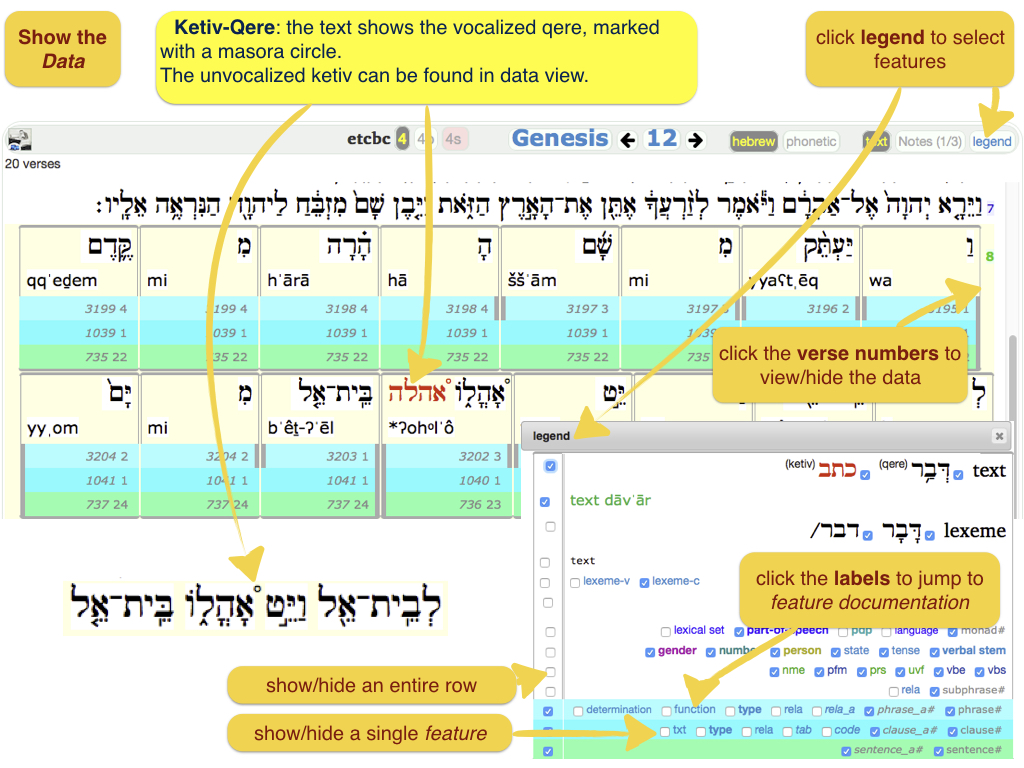 Show the
Data
Ketiv-Qere: the text shows the vocalized qere, marked
with a masora circle.
The unvocalized ketiv can be found in data view.
click legend to select
features
etcbc 4 4b 4s Genesis 12 hebrew phonetic text Notes (1/3) legend
20 verses
7 וַיֵּרָ֤א יְהוָה֙ אֶל־אַבְרָ֔ם וַיֹּ֕אמֶר לְזַ֨רְעֲךָ֔ אֶתֵּ֖ן אֶת־הָאָ֣רֶץ הַזֹּ֑את וַיִּ֤בֶן שָׁם֙ מִזְבֵּ֔חַ לַיהוָ֖ה הַנִּרְאֶ֥ה אֵלָֽיו׃
8 וַ יַּעְתֵּ֨ק מִ שָּׁ֜ם הָ הָ֗רָה מִ קֶּ֛דֶם
qqˈeḏem mi hˈārā hā ššˈām mi yyaʕtˌēq wa
3199 4 3199 4 3198 4 3198 4 3197 3 3197 3196 2 3195 1
1039 1 1039 1 1039 1 1039 1 1039 1 1039
735 22 735 22 735 22 735 22 735 22 735
click the verse numbers to
view/hide the data
לְ יֵּ֣ט אָהֳלֹ֑ו אהלה בֵּֽית־אֵ֤ל מִ יָּם֙
yyˌom mi bˈêṯ-ʔˈēl *ʔohᵒlˈô
3204 2 3204 2 3203 1 3202 3
1041 1 1041 1 1041 1 1040 1
737 24 737 24 737 24 736 23
legend
text דְּבַ֥ר (qere) כתב (ketiv)
text dāvˈār
lexeme דָּבָר דבר/
text
lexeme-v lexeme-c
click the labels to jump to
feature documentation
lexical set part-of-speech pdp language monad#
gender number person state tense verbal stem
nme pfm prs uvf vbe vbs
rela subphrase#
determination function type rela rela_a phrase_a# phrase#
txt type rela tab code clause_a# clause#
sentence_a# sentence#
לְבֵֽית־אֵ֖ל וַיֵּ֣ט אָהֳלֹ֑ו בֵּֽית־אֵ֤ל
show/hide an entire row
show/hide a single feature